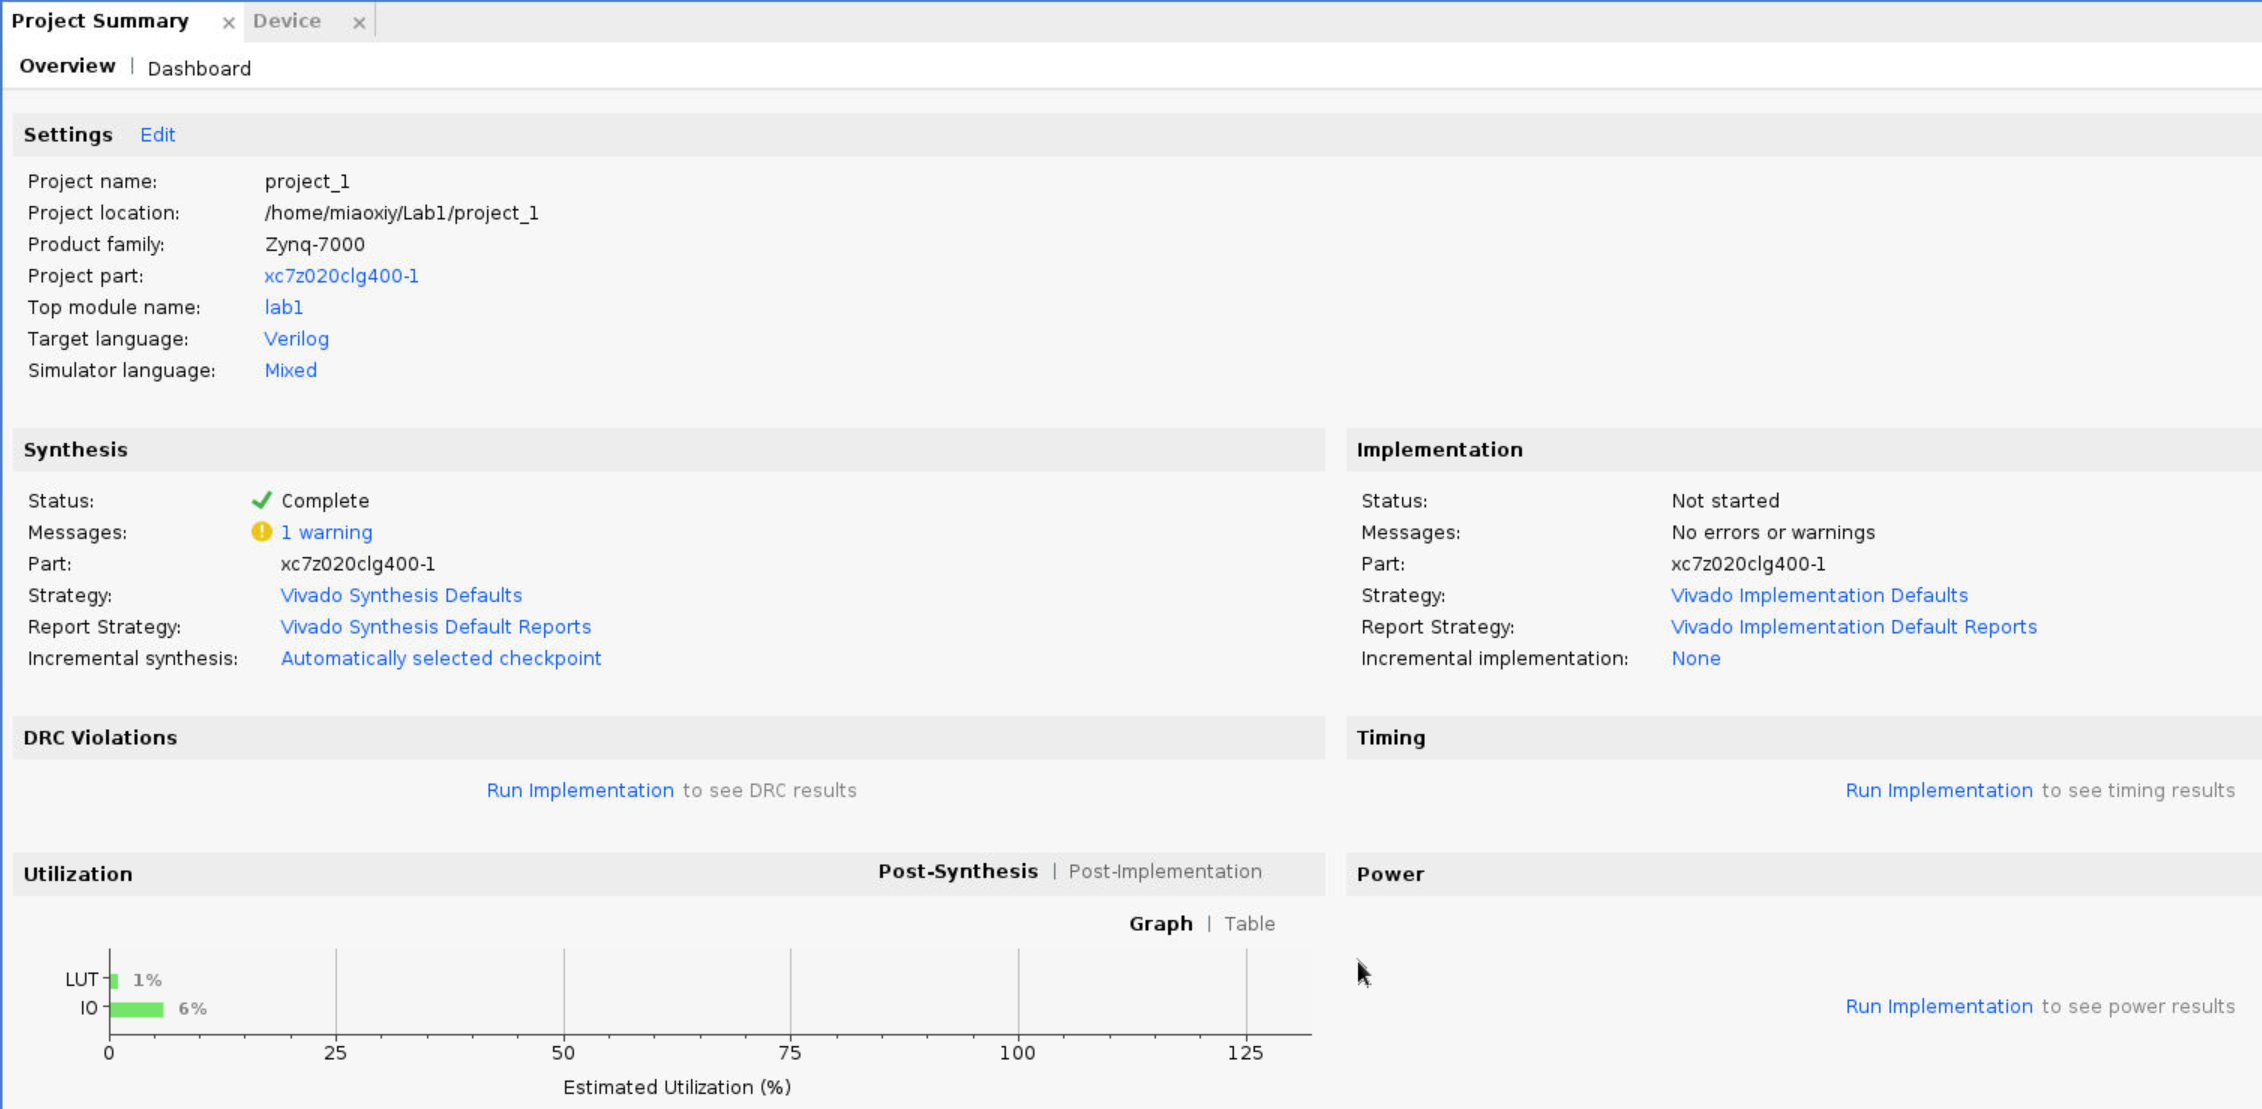 Project Summary × Device ×
Overview | Dashboard
Settings Edit
Project name: project_1
Project location: /home/miaoxiy/Lab1/project_1
Product family: Zynq-7000
Project part: xc7z020clg400-1
Top module name: lab1
Target language: Verilog
Simulator language: Mixed
Synthesis
Status: Complete
Messages: 1 warning
Part: xc7z020clg400-1
Strategy: Vivado Synthesis Defaults
Report Strategy: Vivado Synthesis Default Reports
Incremental synthesis: Automatically selected checkpoint
Implementation
Status: Not started
Messages: No errors or warnings
Part: xc7z020clg400-1
Strategy: Vivado Implementation Defaults
Report Strategy: Vivado Implementation Default Reports
Incremental implementation: None
DRC Violations
Run Implementation to see DRC results
Timing
Run Implementation to see timing results
Utilization Post-Synthesis | Post-Implementation
Graph | Table
LUT 1%
IO 6%
0 25 50 75 100 125
Estimated Utilization (%)
Power
Run Implementation to see power results